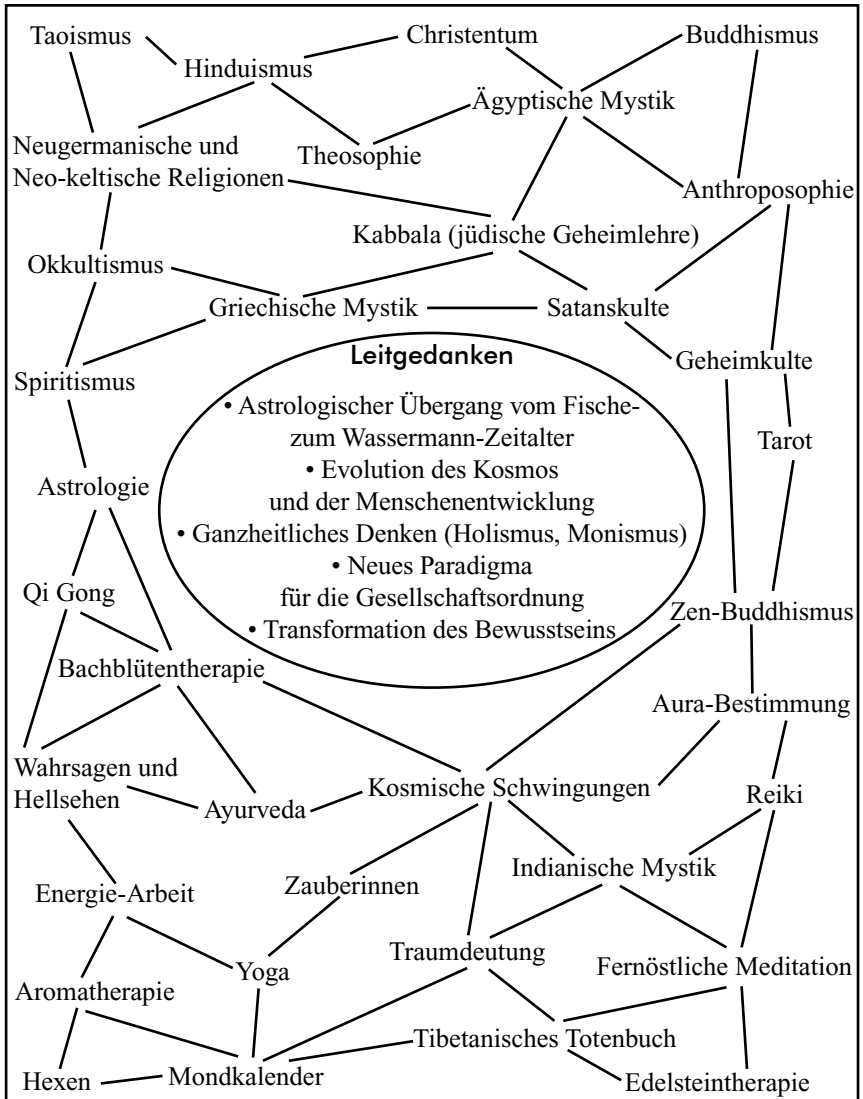 Taoismus
Christentum
Buddhismus
Hinduismus
Ägyptische Mystik
Neugermanische und
Neo-keltische Religionen
Theosophie
Anthroposophie
Kabbala (jüdische Geheimlehre)
Okkultismus
Griechische Mystik
Satanskulte
Leitgedanken
Geheimkulte
Spiritismus
• Astrologischer Übergang vom Fische-
zum Wassermann-Zeitalter
• Evolution des Kosmos
und der Menschenentwicklung
• Ganzheitliches Denken (Holismus, Monismus)
• Neues Paradigma
für die Gesellschaftsordnung
• Transformation des Bewusstseins
Tarot
Astrologie
Qi Gong
Zen-Buddhismus
Bachblütentherapie
Aura-Bestimmung
Wahrsagen und
Hellsehen
Ayurveda
Kosmische Schwingungen
Reiki
Energie-Arbeit
Zauberinnen
Indianische Mystik
Aromatherapie
Yoga
Traumdeutung
Fernöstliche Meditation
Tibetanisches Totenbuch
Hexen
Mondkalender
Edelsteintherapie